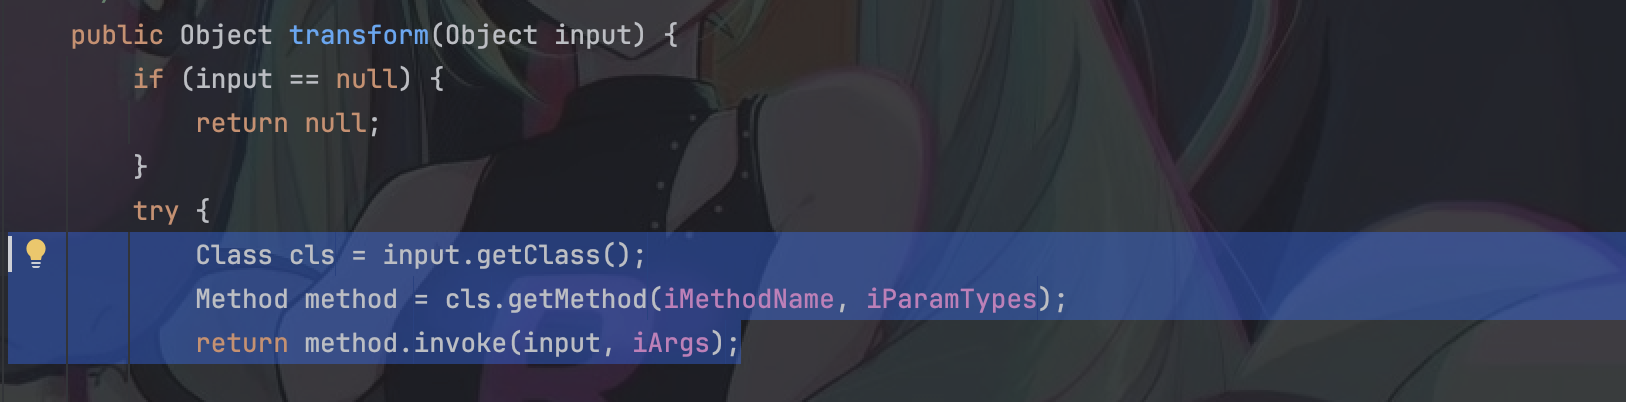 public Object transform(Object input) {
if (input == null) {
return null;
}
try {
Class cls = input.getClass();
Method method = cls.getMethod(iMethodName, iParamTypes);
return method.invoke(input, iArgs);